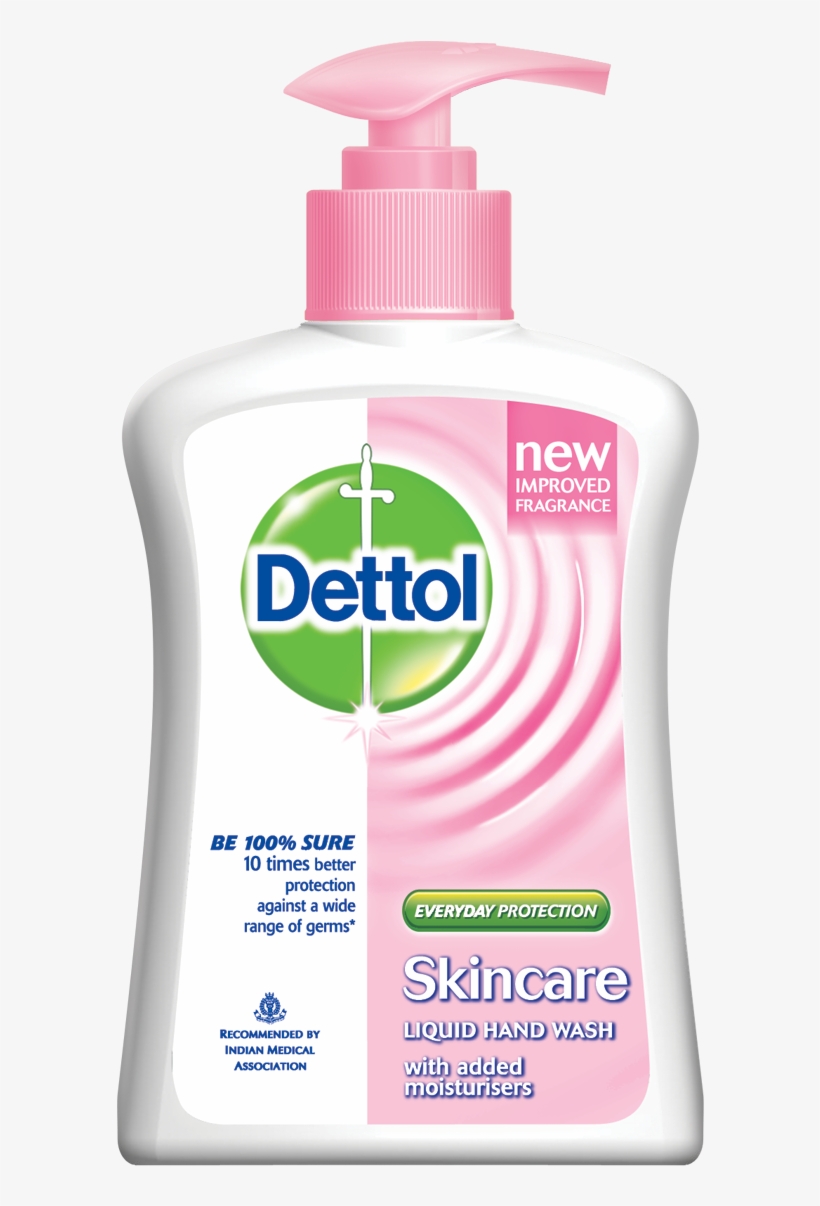 new
IMPROVED
FRAGRANCE
Dettol
BE 100% SURE
10 times better
protection
against a wide
range of germs*
RECOMMENDED BY
INDIAN MEDICAL
ASSOCIATION
EVERYDAY PROTECTION
Skincare
LIQUID HAND WASH
with added
moisturisers